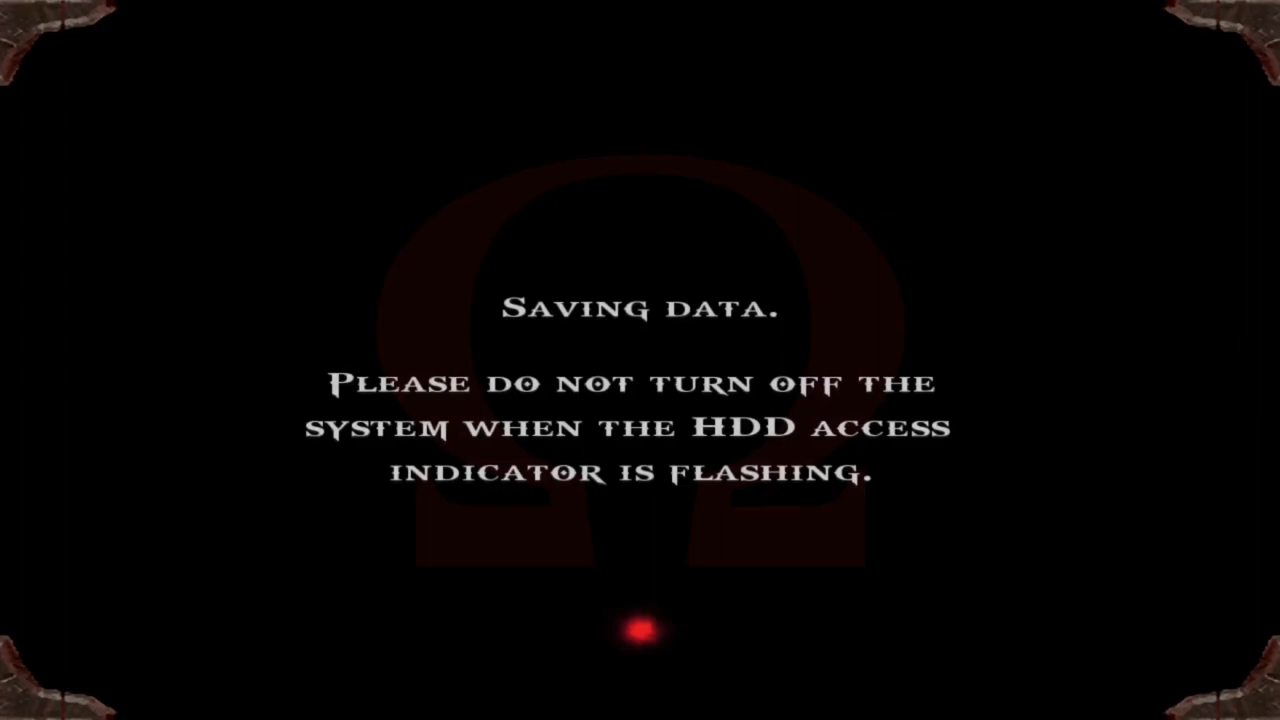 Saving data.
Please do not turn off the
system when the HDD access
indicator is flashing.